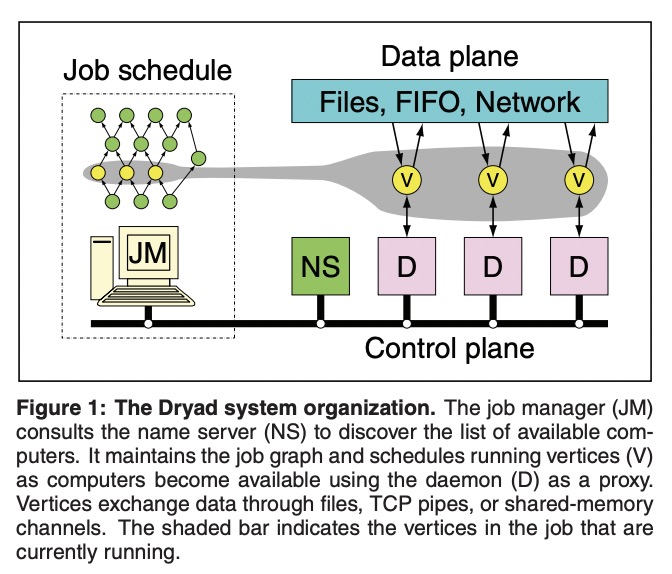 Job schedule
Data plane
Files, FIFO, Network
V V V
JM
NS D D D
Control plane
Figure 1: The Dryad system organization. The job manager (JM)
consults the name server (NS) to discover the list of available com-
puters. It maintains the job graph and schedules running vertices (V)
as computers become available using the daemon (D) as a proxy.
Vertices exchange data through files, TCP pipes, or shared-memory
channels. The shaded bar indicates the vertices in the job that are
currently running.